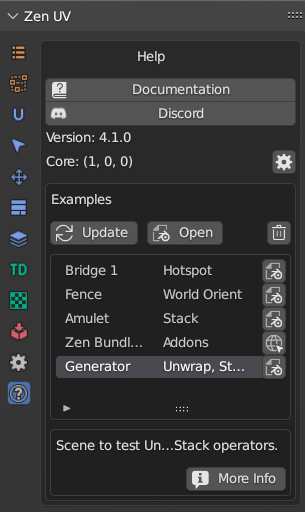 Zen UV
Help
Documentation
Discord
Version: 4.1.0
Core: (1, 0, 0)
Examples
Update Open
Bridge 1 Hotspot
Fence World Orient
Amulet Stack
TD Zen Bundl... Addons
Generator Unwrap, St...
Scene to test Un...Stack operators.
More Info